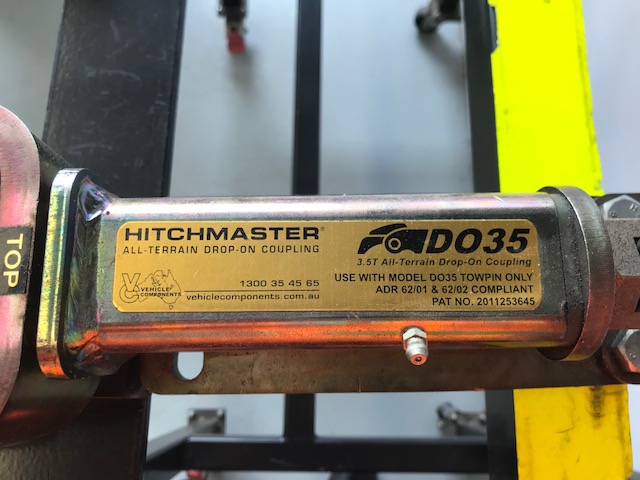 TOP
HITCHMASTER®
ALL-TERRAIN DROP-ON COUPLING
VC VEHICLE COMPONENTS
1300 35 45 65
vehiclecomponents.com.au
DO35
3.5T All-Terrain Drop-On Coupling
USE WITH MODEL DO35 TOWPIN ONLY
ADR 62/01 & 62/02 COMPLIANT
PAT NO. 2011253645